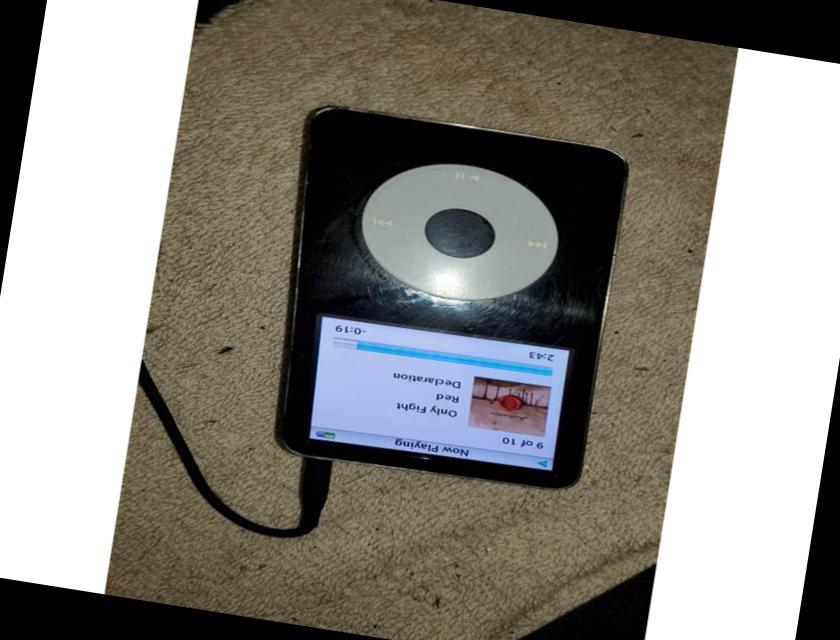 Now Playing
9 of 10
Only Fight
Red
Declaration
2:43
-0:19